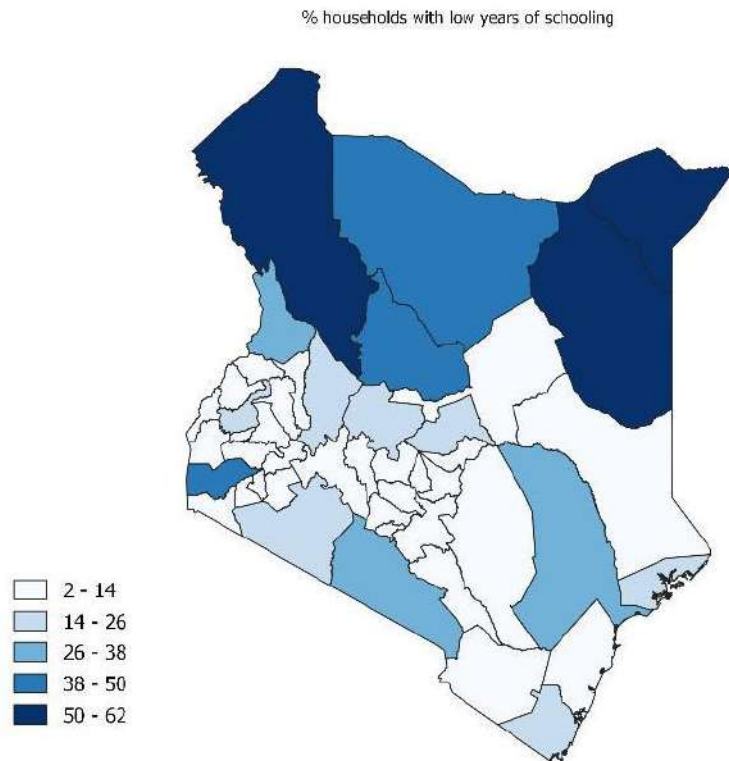 % households with low years of schooling
2 - 14
14 - 26
26 - 38
38 - 50
50 - 62